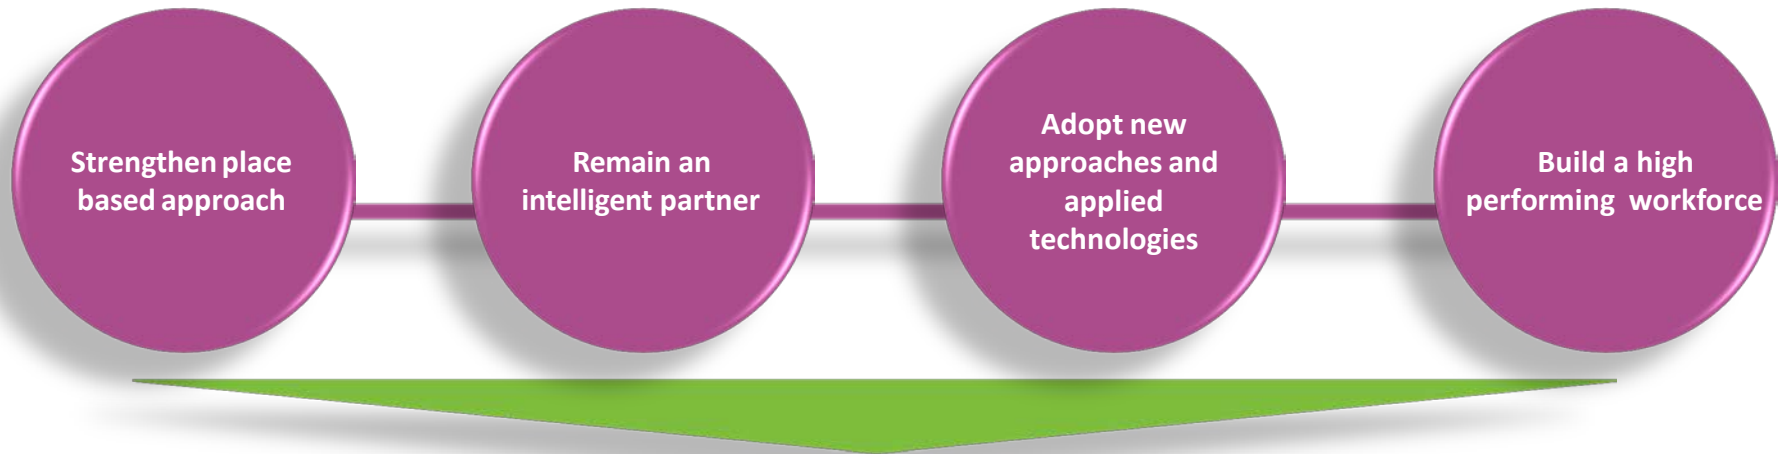 Strengthen place
based approach
Remain an
intelligent partner
Adopt new
approaches and
applied
technologies
Build a high
performing  workforce